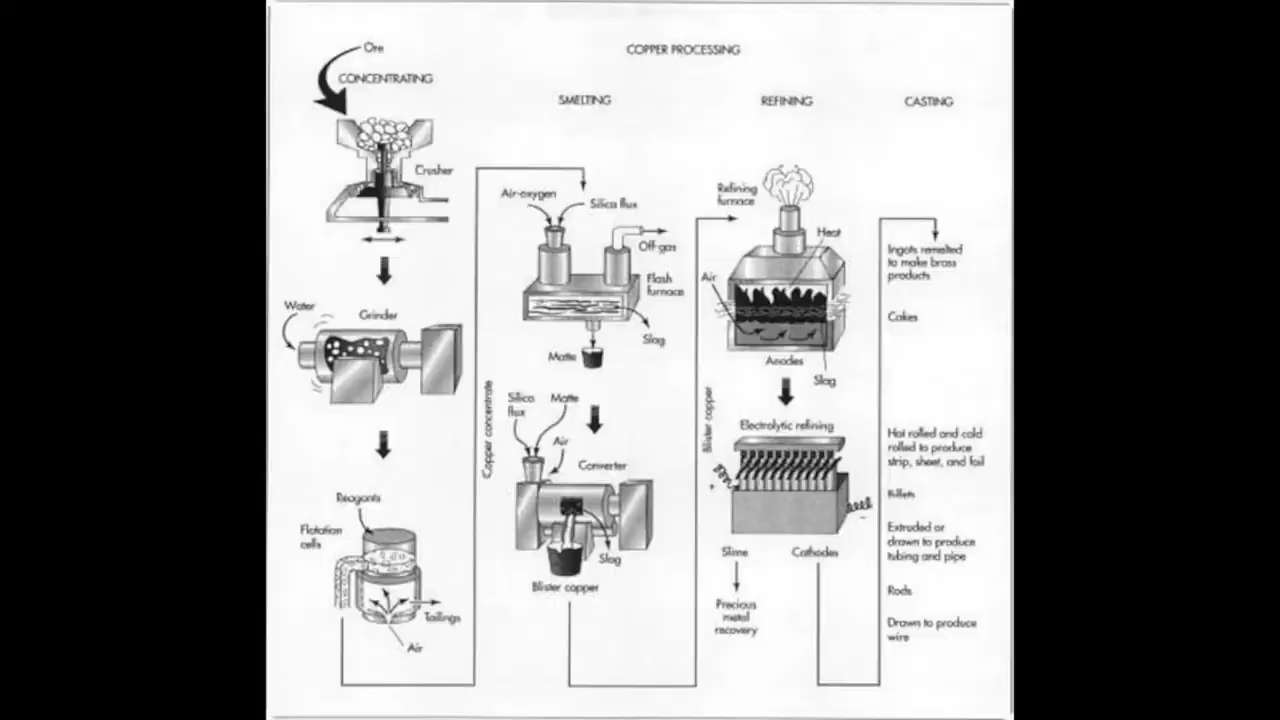 COPPER PROCESSING
Ore
CONCENTRATING
Crusher
Water
Grinder
Reagents
Flotation
cells
Tailings
Air
Copper concentrate
SMELTING
Air-oxygen
Silica flux
Off-gas
Flash
furnace
Slag
Matte
Silica
flux
Matte
Air
Converter
Slag
Blister copper
Blister copper
REFINING
Refining
furnace
Heat
Air
Anodes
Slag
Electrolytic refining
+
-
Slime
Cathodes
Precious
metal
recovery
CASTING
Ingots remelted
to make brass
products
Cakes
Hot rolled and cold
rolled to produce
strip, sheet, and foil
Billets
Extruded or
drawn to produce
tubing and pipe
Rods
Drawn to produce
wire